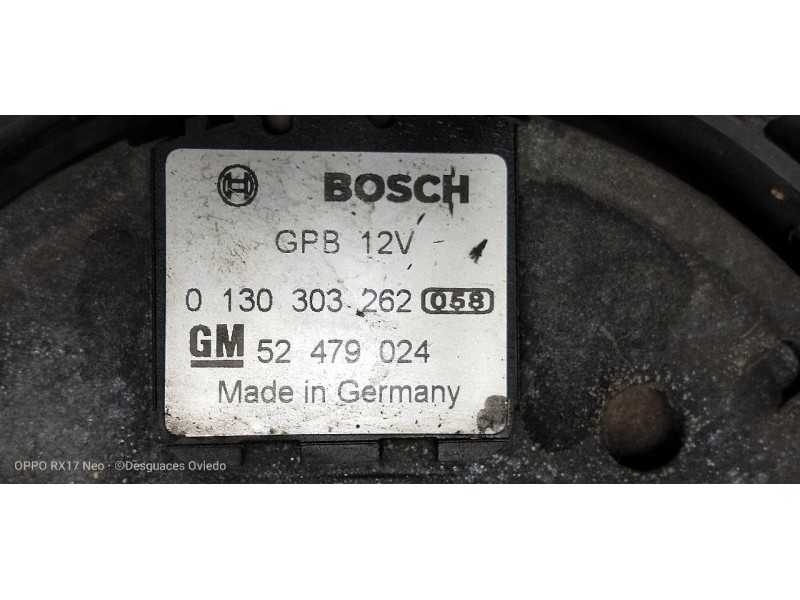 BOSCH
GPB 12V
0 130 303 262 058
GM 52 479 024
Made in Germany
OPPO RX17 Neo · ©Desguaces Oviedo